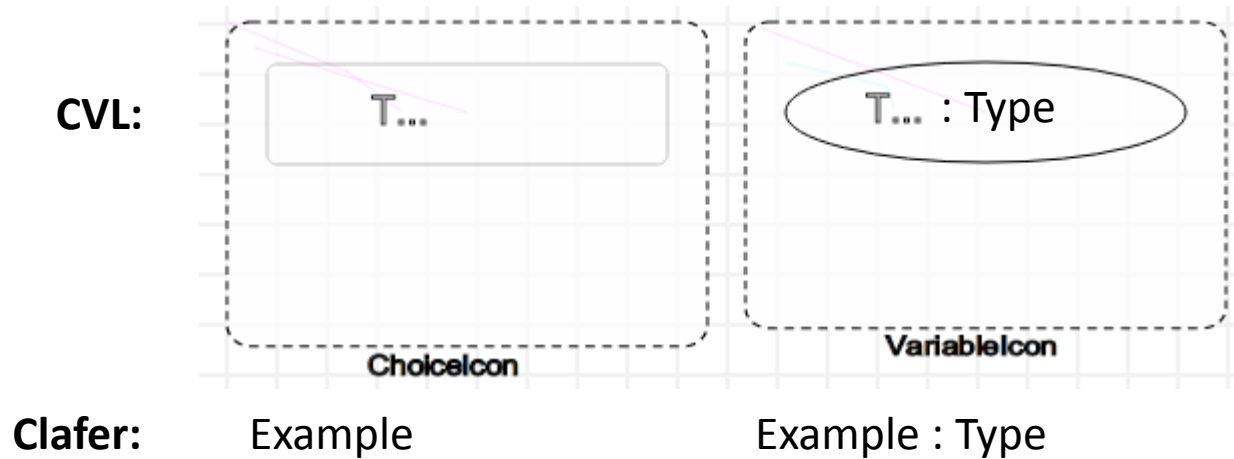 CVL:
T...
T... : Type
ChoiceIcon
VariableIcon
Clafer:
Example
Example : Type